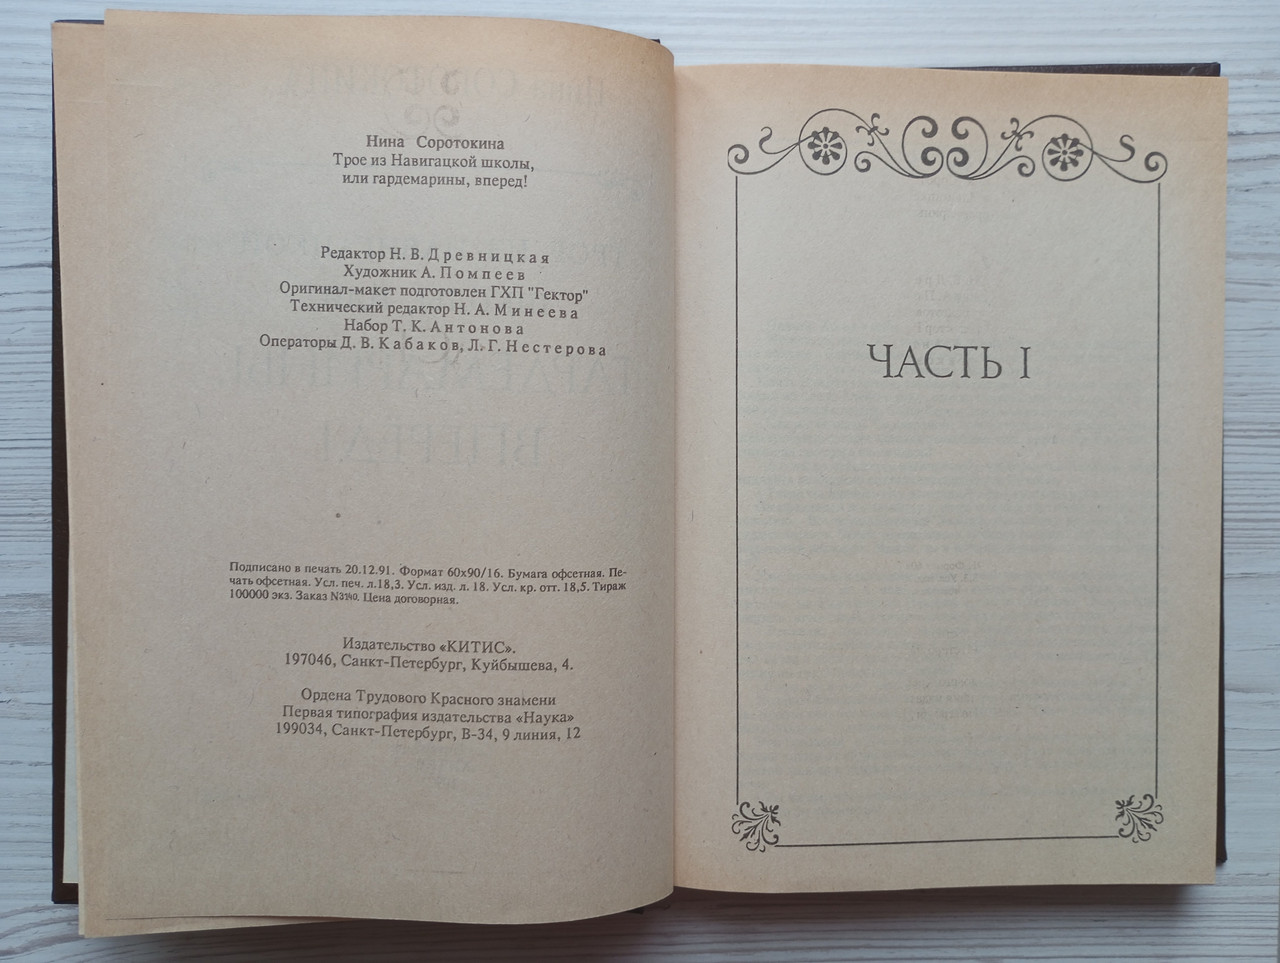 Нина Соротокина
Трое из Навигацкой школы,
или гардемарины, вперед!
Редактор Н. В. Древницкая
Художник А. Помпеев
Оригинал-макет подготовлен ГХП "Гектор"
Технический редактор Н. А. Минеева
Набор Т. К. Антонова
Операторы Д. В. Кабаков, Л. Г. Нестерова
Подписано в печать 20.12.91. Формат 60х90/16. Бумага офсетная. Пе-
чать офсетная. Усл. печ. л.18,3. Усл. изд. л. 18. Усл. кр. отт. 18,5. Тираж
100000 экз. Заказ N3140. Цена договорная.
Издательство «КИТИС».
197046, Санкт-Петербург, Куйбышева, 4.
Ордена Трудового Красного знамени
Первая типография издательства «Наука»
199034, Санкт-Петербург, В-34, 9 линия, 12
ЧАСТЬ I